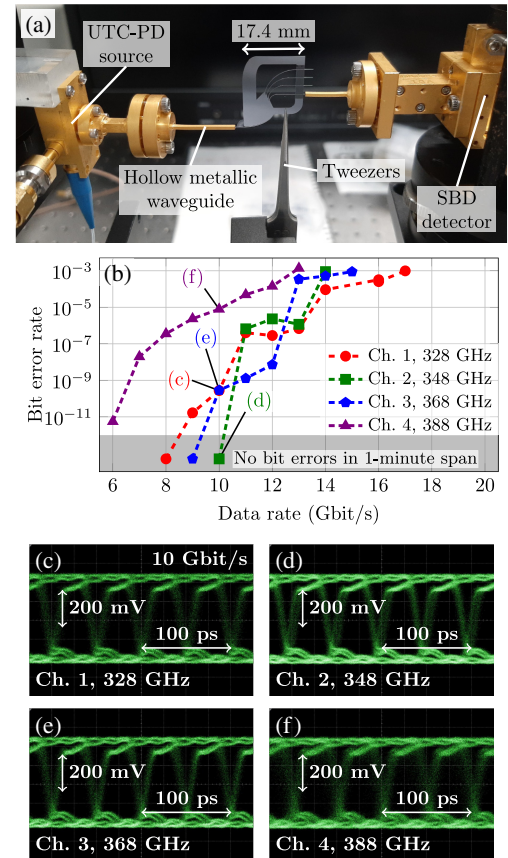 (a)
UTC-PD
source
17.4 mm
Hollow metallic
waveguide
Tweezers
SBD
detector
(b)
Bit error rate
10⁻³
10⁻⁵
10⁻⁷
10⁻⁹
10⁻¹¹
(f)
(e)
(c)
(d)
Ch. 1, 328 GHz
Ch. 2, 348 GHz
Ch. 3, 368 GHz
Ch. 4, 388 GHz
No bit errors in 1-minute span
6 8 10 12 14 16 18 20
Data rate (Gbit/s)
(c) 10 Gbit/s
200 mV
100 ps
Ch. 1, 328 GHz
(d)
200 mV
100 ps
Ch. 2, 348 GHz
(e)
200 mV
100 ps
Ch. 3, 368 GHz
(f)
200 mV
100 ps
Ch. 4, 388 GHz